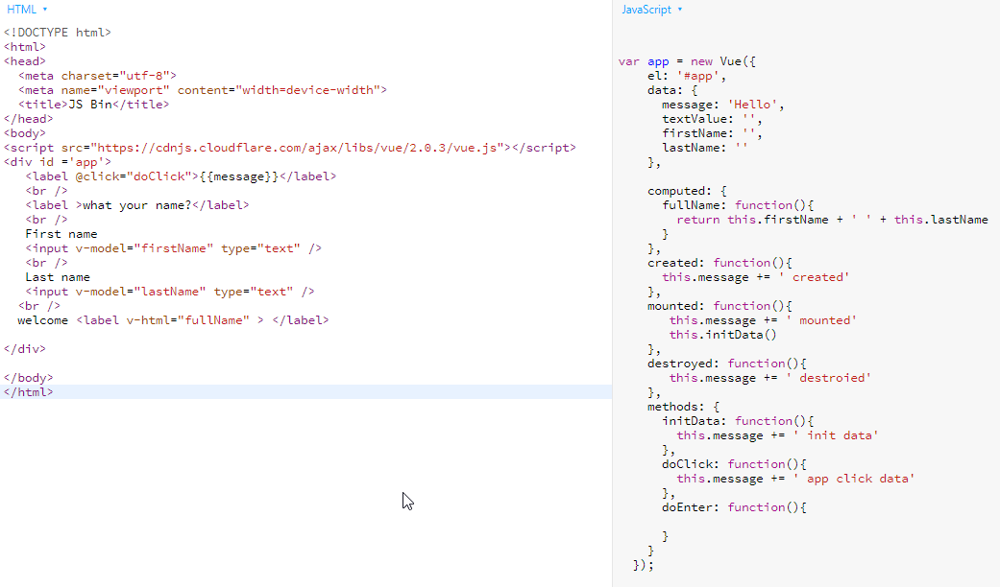 HTML ▾
<!DOCTYPE html>
<html>
<head>
  <meta charset="utf-8">
  <meta name="viewport" content="width=device-width">
  <title>JS Bin</title>
</head>
<body>
<script src="https://cdnjs.cloudflare.com/ajax/libs/vue/2.0.3/vue.js"></script>
<div id ='app'>
   <label @click="doClick">{{message}}</label>
   <br />
   <label >what your name?</label>
   <br />
   First name
   <input v-model="firstName" type="text" />
   <br />
   Last name
   <input v-model="lastName" type="text" />
  <br />
  welcome <label v-html="fullName" > </label>

</div>

</body>
</html>
JavaScript ▾
var app = new Vue({
    el: '#app',
    data: {
      message: 'Hello',
      textValue: '',
      firstName: '',
      lastName: ''
    },

    computed: {
      fullName: function(){
        return this.firstName + ' ' + this.lastName
      }
    },
    created: function(){
      this.message += ' created'
    },
    mounted: function(){
       this.message += ' mounted'
       this.initData()
    },
    destroyed: function(){
       this.message += ' destroied'
    },
    methods: {
      initData: function(){
        this.message += ' init data'
      },
      doClick: function(){
        this.message += ' app click data'
      },
      doEnter: function(){

      }
    }
  });